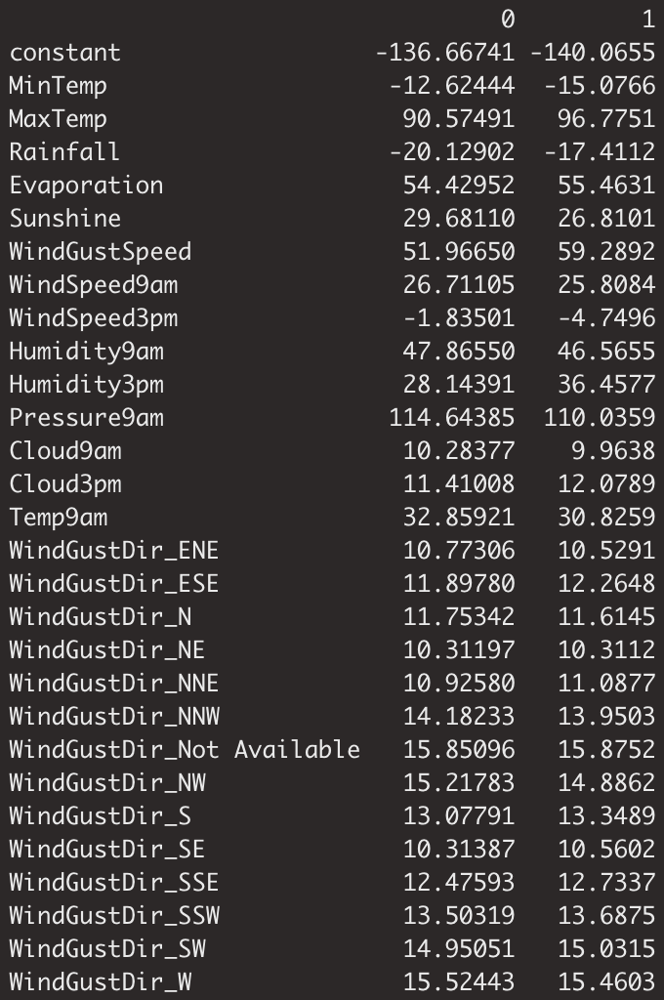 0 1
constant -136.66741 -140.0655
MinTemp -12.62444 -15.0766
MaxTemp 90.57491 96.7751
Rainfall -20.12902 -17.4112
Evaporation 54.42952 55.4631
Sunshine 29.68110 26.8101
WindGustSpeed 51.96650 59.2892
WindSpeed9am 26.71105 25.8084
WindSpeed3pm -1.83501 -4.7496
Humidity9am 47.86550 46.5655
Humidity3pm 28.14391 36.4577
Pressure9am 114.64385 110.0359
Cloud9am 10.28377 9.9638
Cloud3pm 11.41008 12.0789
Temp9am 32.85921 30.8259
WindGustDir_ENE 10.77306 10.5291
WindGustDir_ESE 11.89780 12.2648
WindGustDir_N 11.75342 11.6145
WindGustDir_NE 10.31197 10.3112
WindGustDir_NNE 10.92580 11.0877
WindGustDir_NNW 14.18233 13.9503
WindGustDir_Not Available 15.85096 15.8752
WindGustDir_NW 15.21783 14.8862
WindGustDir_S 13.07791 13.3489
WindGustDir_SE 10.31387 10.5602
WindGustDir_SSE 12.47593 12.7337
WindGustDir_SSW 13.50319 13.6875
WindGustDir_SW 14.95051 15.0315
WindGustDir_W 15.52443 15.4603